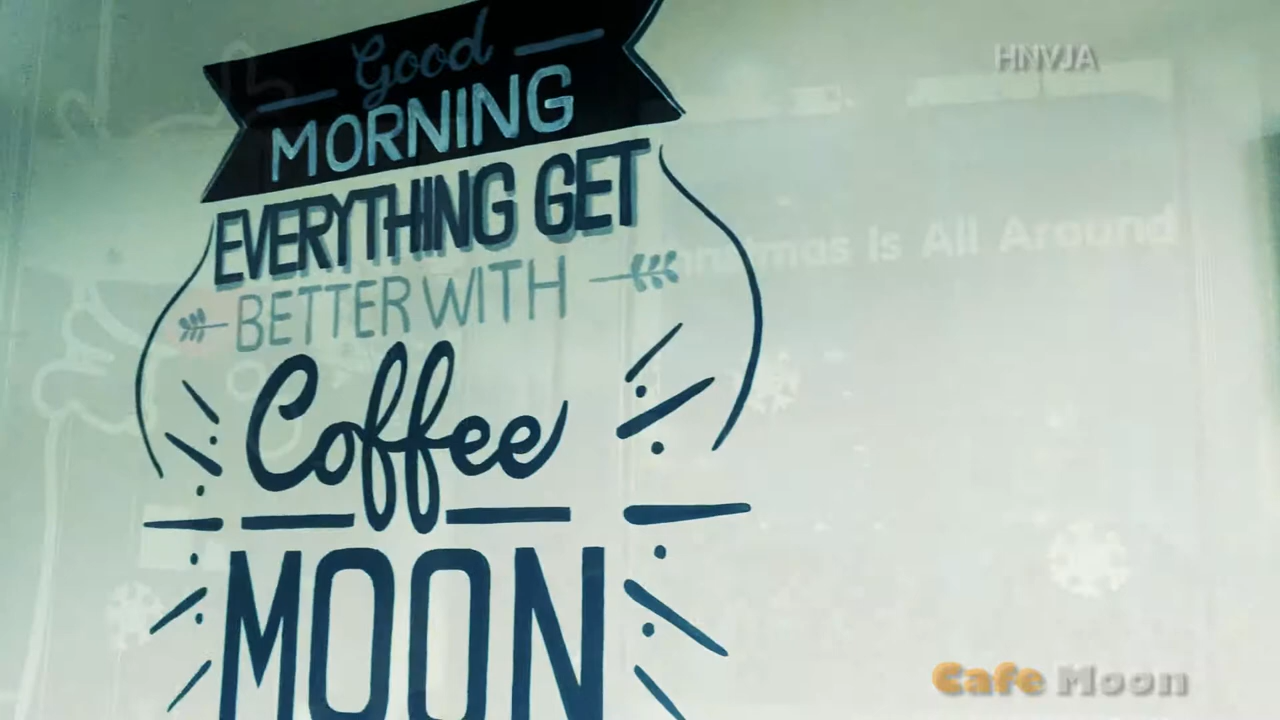 HNVJA
Good
MORNING
EVERYTHING GET
BETTER WITH
Coffee
MOON
Is All Around
Cafe Moon